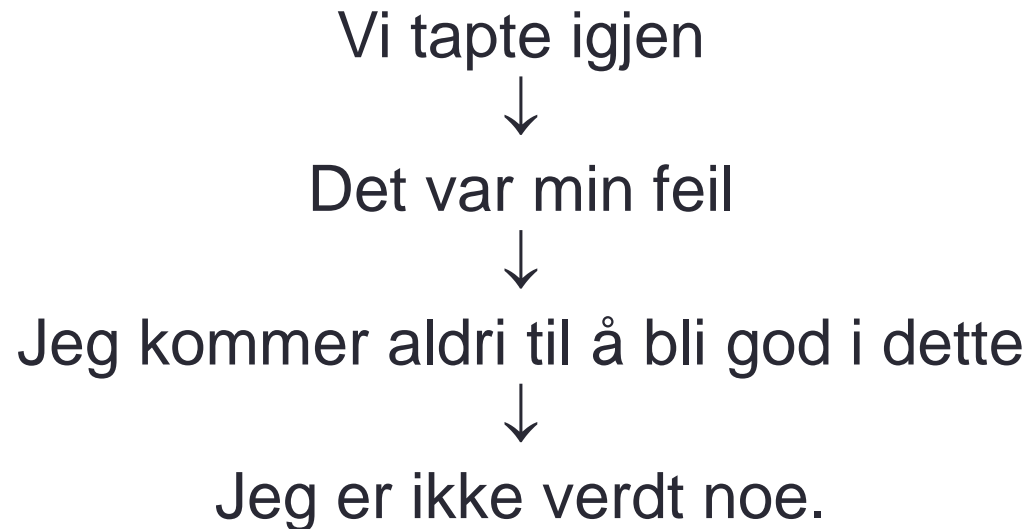 Vi tapte igjen
↓
Det var min feil
↓
Jeg kommer aldri til å bli god i dette
↓
Jeg er ikke verdt noe.